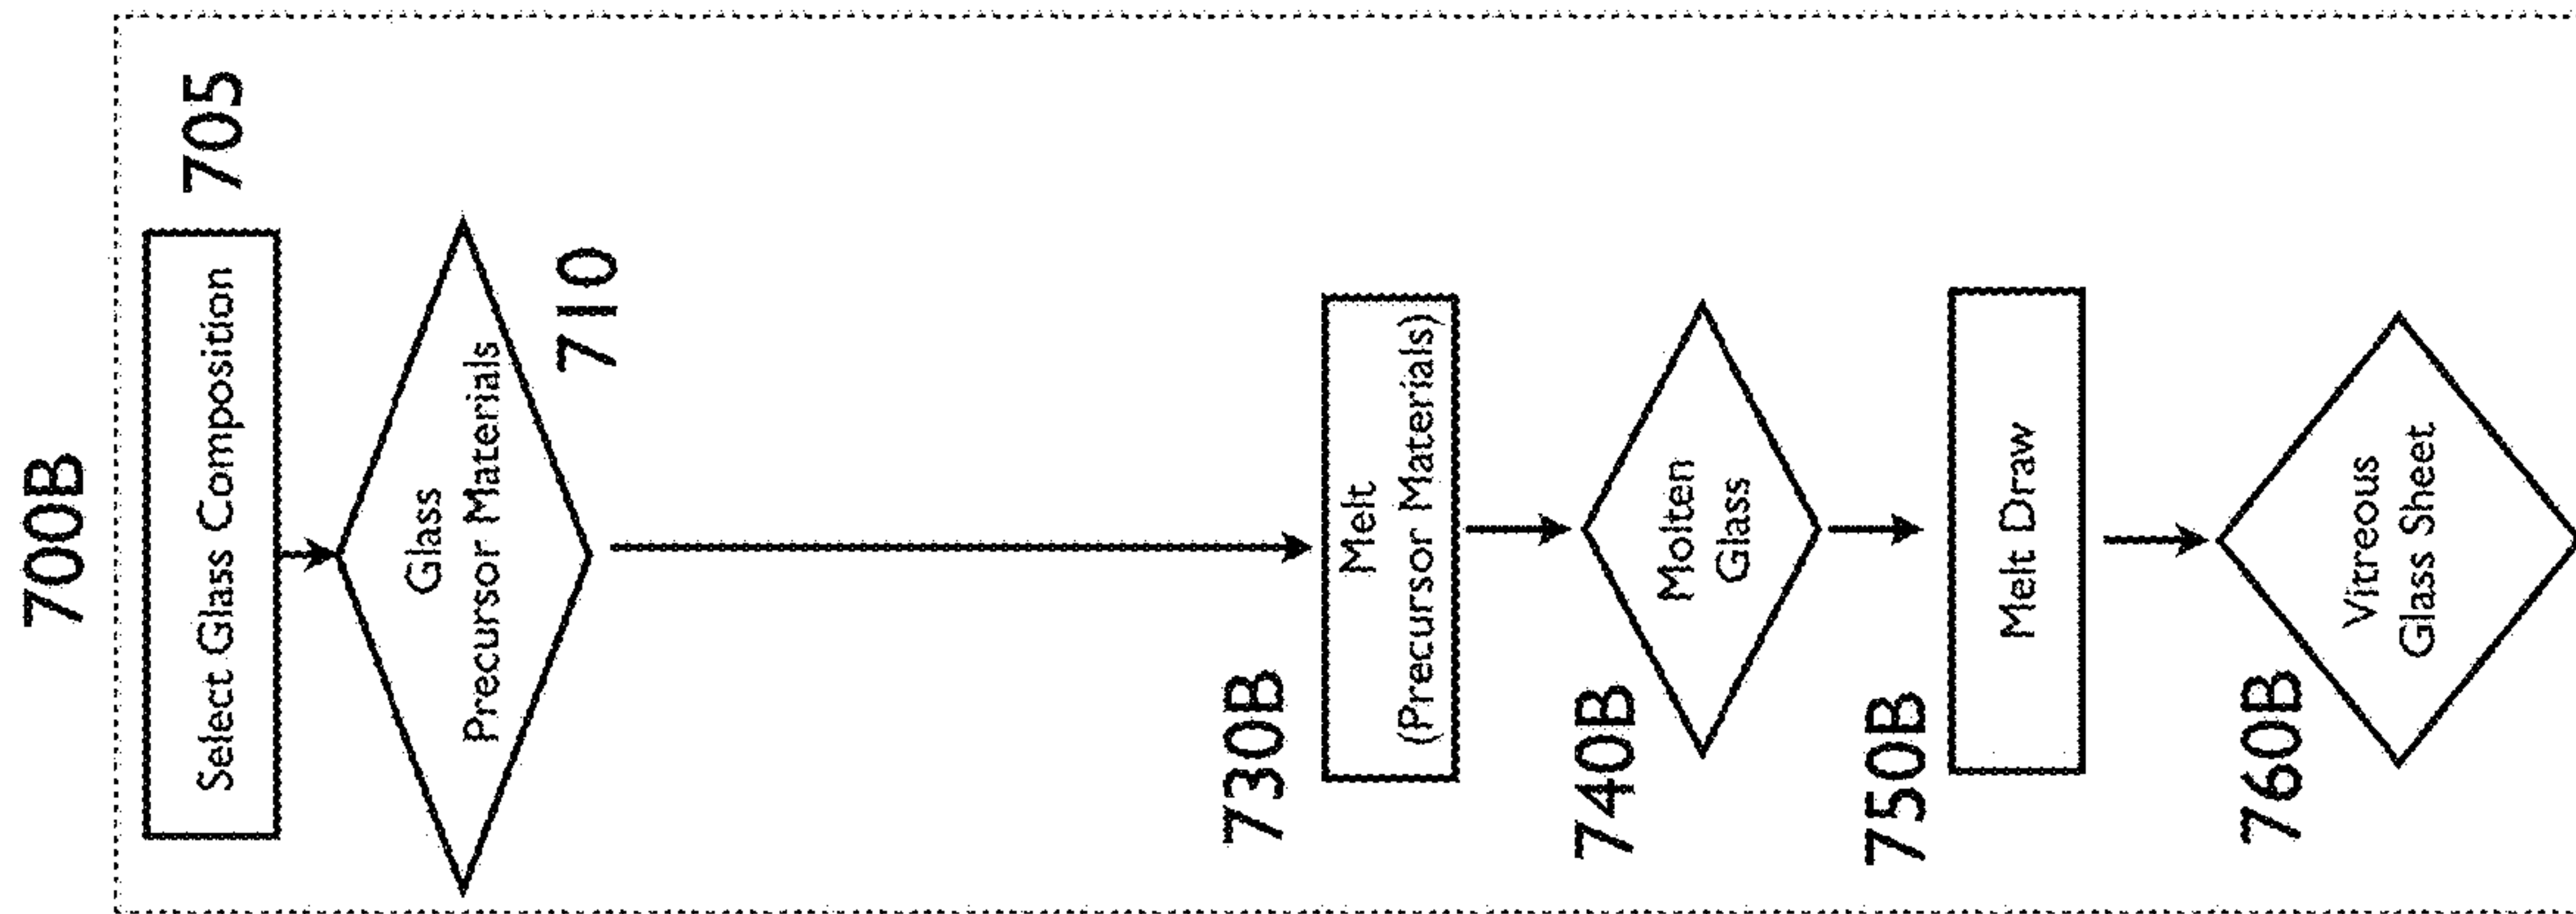 700B
Select Glass Composition
705
Glass
Precursor Materials
710
730B
Melt
(Precursor Materials)
740B
Molten
Glass
750B
Melt Draw
760B
Vitreous
Glass Sheet